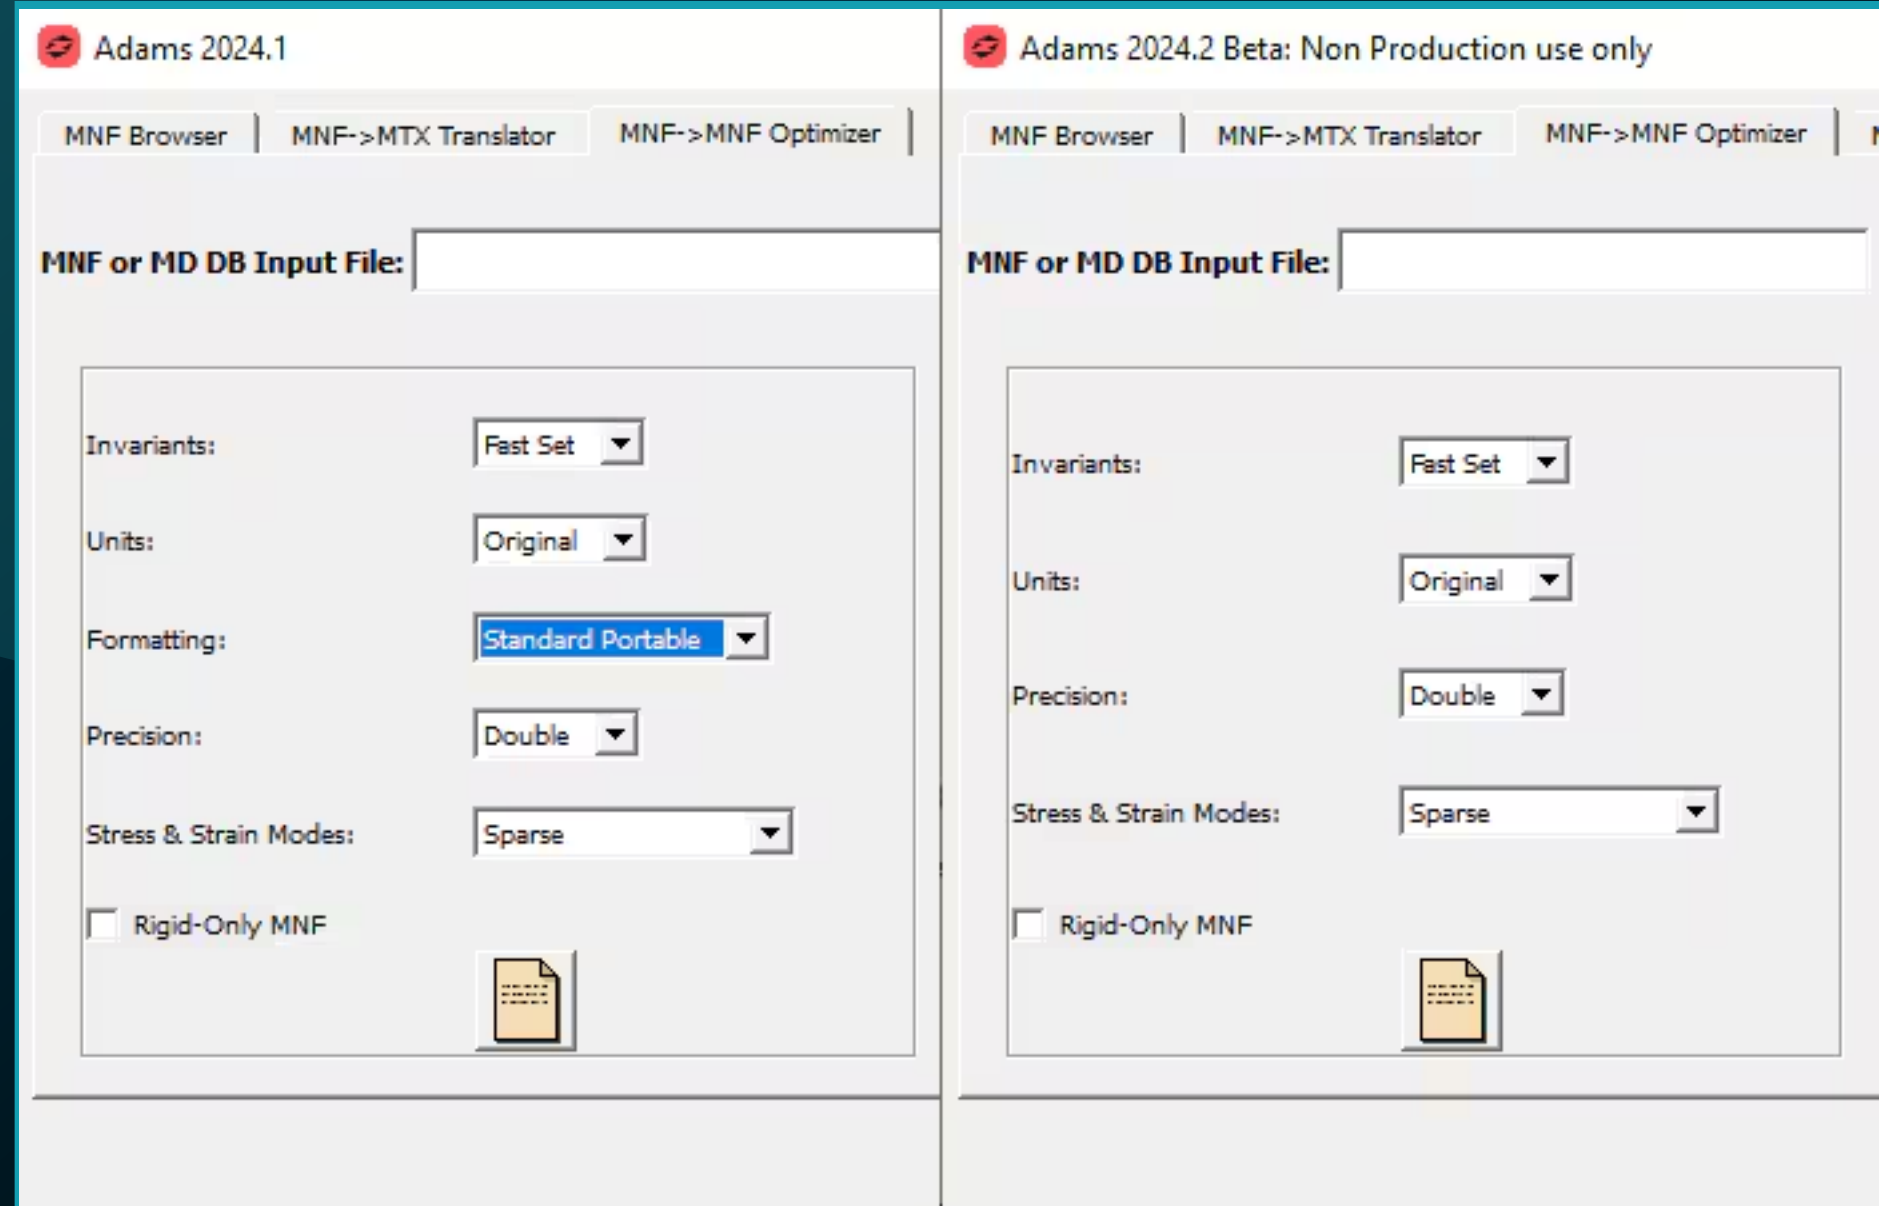 Adams 2024.1
MNF Browser
MNF->MTX Translator
MNF->MNF Optimizer
MNF or MD DB Input File:
Invariants:
Fast Set
Units:
Original
Formatting:
Standard Portable
Precision:
Double
Stress & Strain Modes:
Sparse
Rigid-Only MNF
Adams 2024.2 Beta: Non Production use only
MNF Browser
MNF->MTX Translator
MNF->MNF Optimizer
MNF or MD DB Input File:
Invariants:
Fast Set
Units:
Original
Precision:
Double
Stress & Strain Modes:
Sparse
Rigid-Only MNF